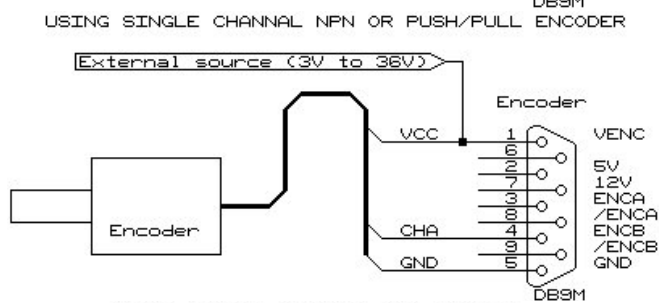 DB9M
USING SINGLE CHANNAL NPN OR PUSH/PULL ENCODER
External source (3V to 36V)
Encoder
VCC 1 VENC
6
2 5V
7 12V
3 ENCA
8 /ENCA
CHA 4 ENCB
9 /ENCB
GND 5 GND
Encoder
DB9M